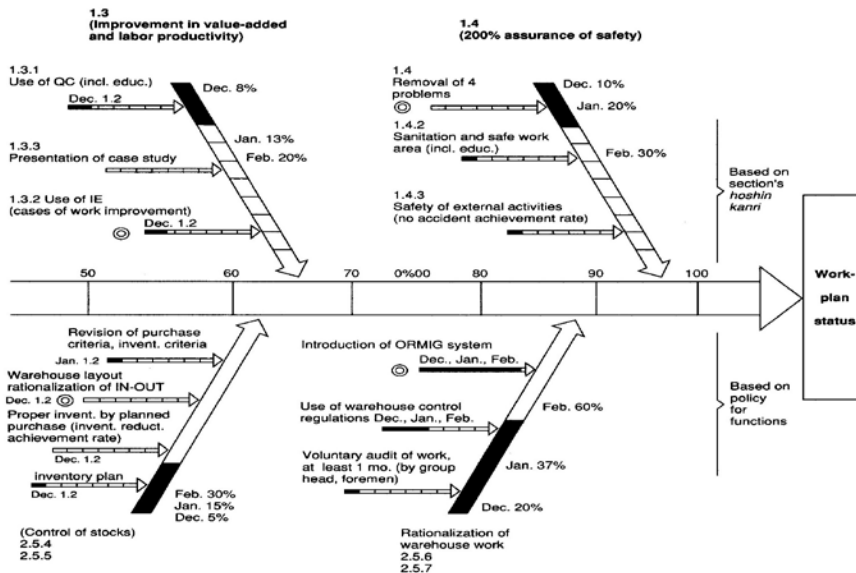 1.3
(Improvement in value-added
and labor productivity)
1.3.1
Use of QC (incl. educ.)
Dec. 1.2
Dec. 8%
1.3.3
Presentation of case study
Jan. 13%
Feb. 20%
1.3.2 Use of IE
(cases of work improvement)
Dec. 1.2
1.4
(200% assurance of safety)
1.4
Removal of 4
problems
Dec. 10%
Jan. 20%
1.4.2
Sanitation and safe work
area (incl. educ.)
Feb. 30%
1.4.3
Safety of external activities
(no accident achievement rate)
Based on
section's
hoshin
kanri
50
60
70
0%00
80
90
100
Work-
plan
status
Revision of purchase
criteria, invent. criteria
Jan. 1.2
Warehouse layout
rationalization of IN-OUT
Dec. 1.2
Proper invent. by planned
purchase (invent. reduct.
achievement rate)
Dec. 1.2
inventory plan
Dec. 1.2
Feb. 30%
Jan. 15%
Dec. 5%
(Control of stocks)
2.5.4
2.5.5
Introduction of ORMIG system
Dec., Jan., Feb.
Feb. 60%
Use of warehouse control
regulations Dec., Jan., Feb.
Voluntary audit of work,
at least 1 mo. (by group
head, foremen)
Jan. 37%
Dec. 20%
Rationalization of
warehouse work
2.5.6
2.5.7
Based on
policy
for
functions